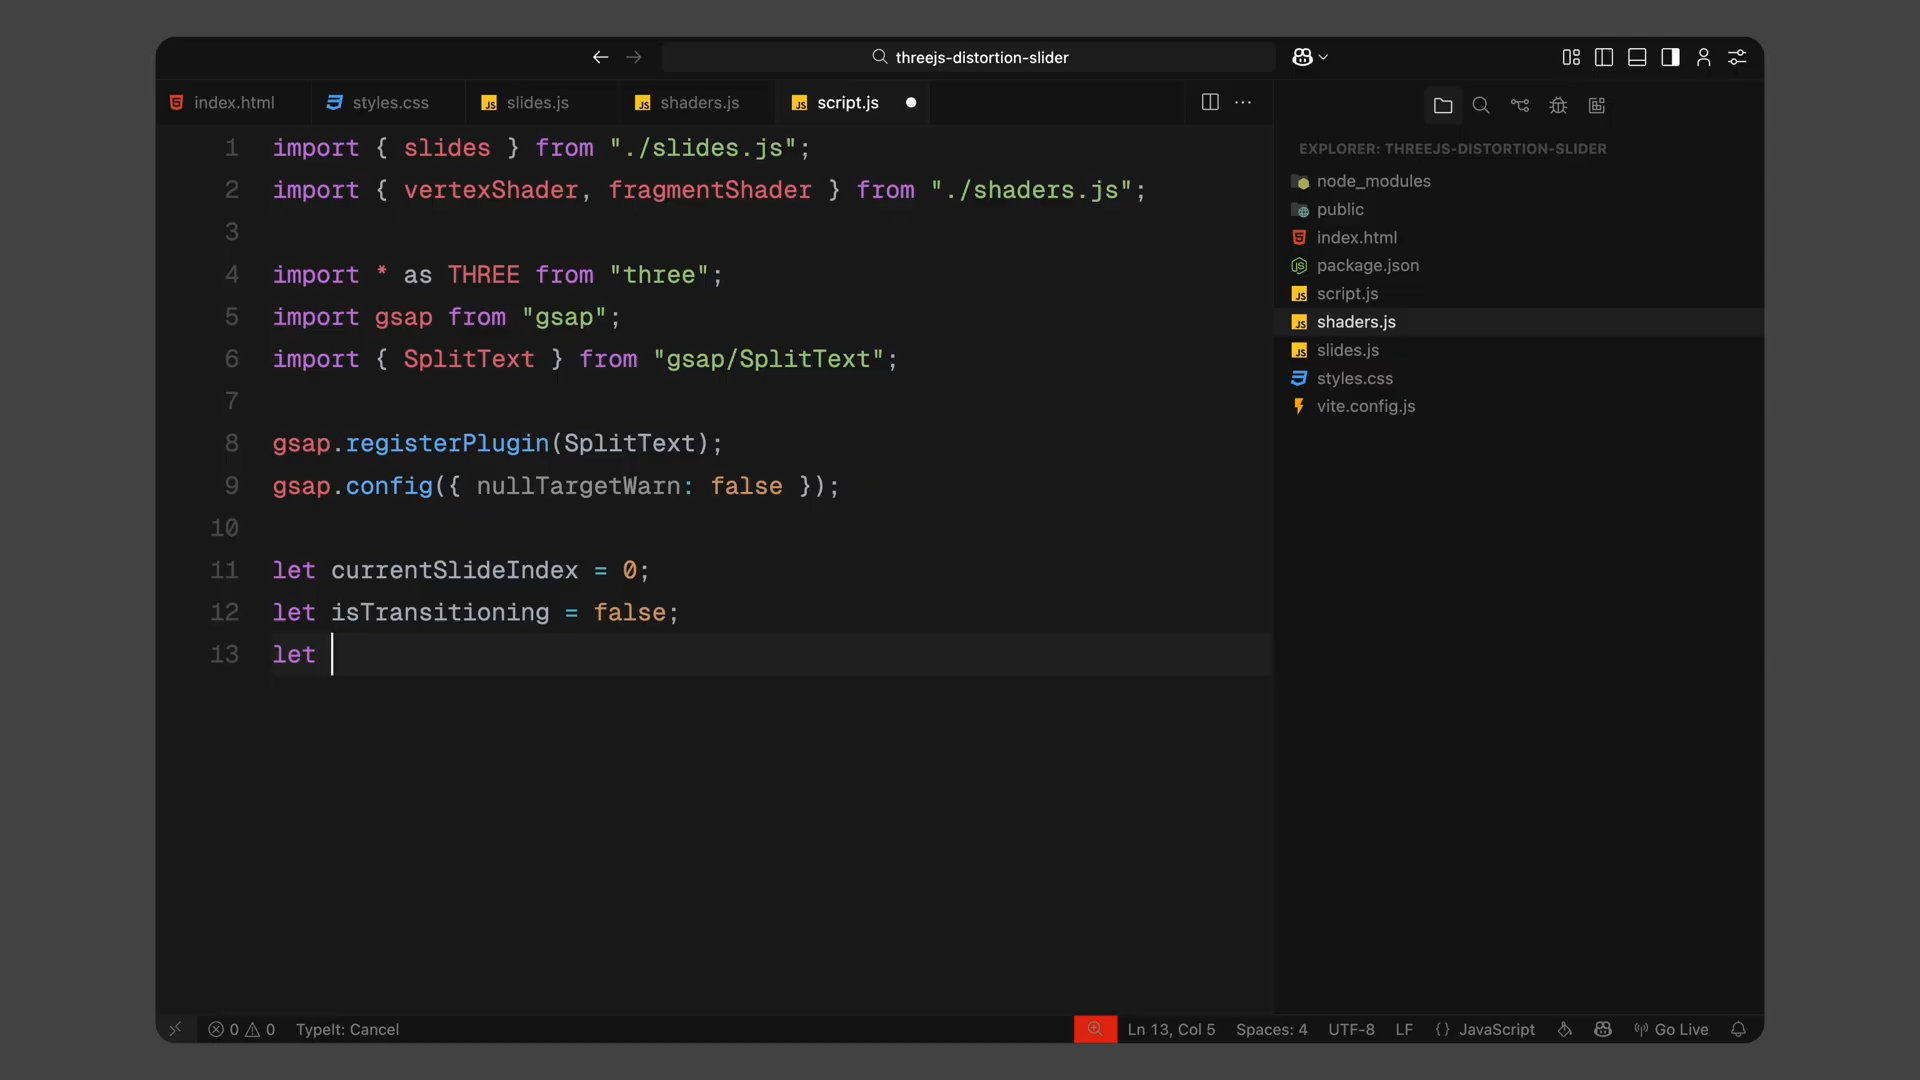 threejs-distortion-slider
index.html
styles.css
slides.js
shaders.js
script.js
1 import { slides } from "./slides.js";
2 import { vertexShader, fragmentShader } from "./shaders.js";
3
4 import * as THREE from "three";
5 import gsap from "gsap";
6 import { SplitText } from "gsap/SplitText";
7
8 gsap.registerPlugin(SplitText);
9 gsap.config({ nullTargetWarn: false });
10
11 let currentSlideIndex = 0;
12 let isTransitioning = false;
13 let
EXPLORER: THREEJS-DISTORTION-SLIDER
node_modules
public
index.html
package.json
script.js
shaders.js
slides.js
styles.css
vite.config.js
0 0 TypeIt: Cancel
Ln 13, Col 5 Spaces: 4 UTF-8 LF {} JavaScript Go Live